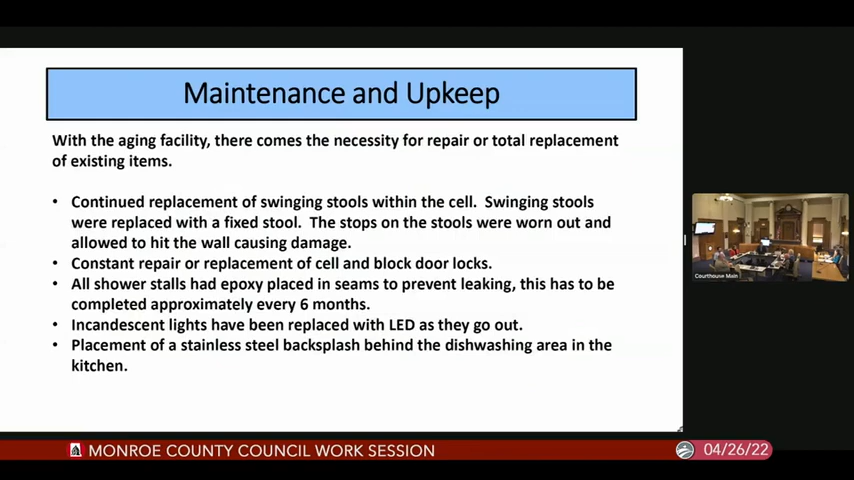 Maintenance and Upkeep
With the aging facility, there comes the necessity for repair or total replacement
of existing items.
• Continued replacement of swinging stools within the cell. Swinging stools
were replaced with a fixed stool. The stops on the stools were worn out and
allowed to hit the wall causing damage.
• Constant repair or replacement of cell and block door locks.
• All shower stalls had epoxy placed in seams to prevent leaking, this has to be
completed approximately every 6 months.
• Incandescent lights have been replaced with LED as they go out.
• Placement of a stainless steel backsplash behind the dishwashing area in the
kitchen.
Courthouse Main
MONROE COUNTY COUNCIL WORK SESSION
04/26/22